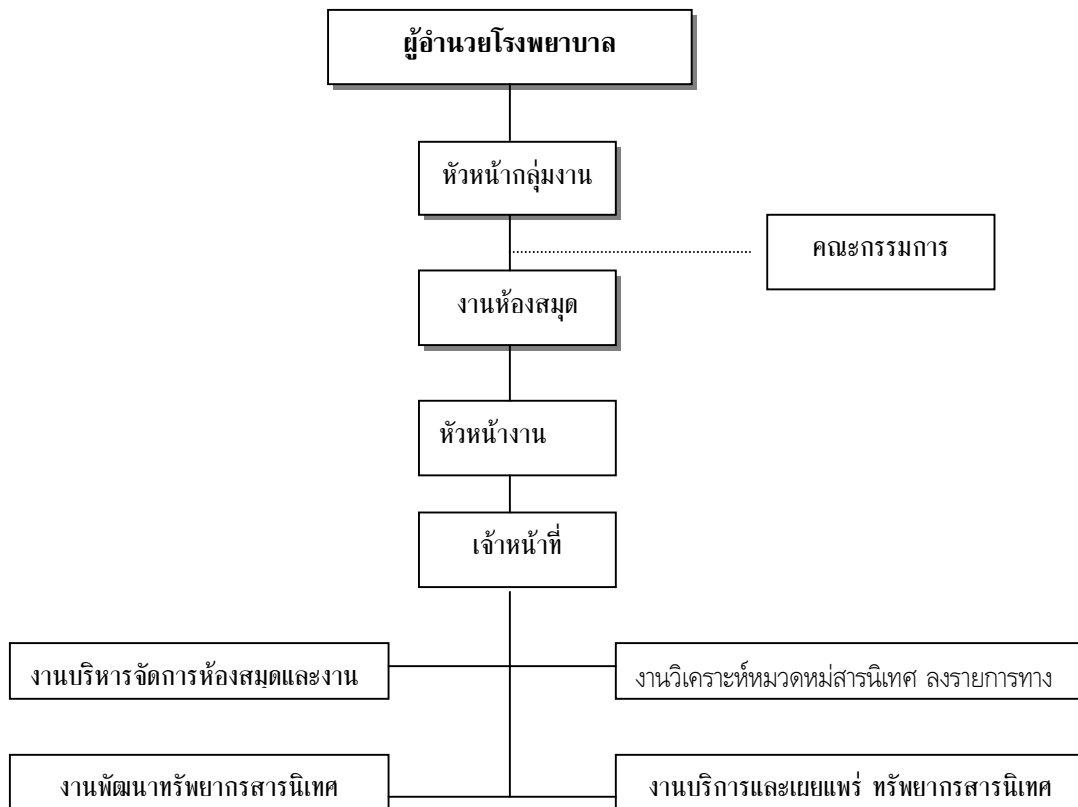 ผู้อำนวยโรงพยาบาล
หัวหน้ากลุ่มงาน
คณะกรรมการ
งานห้องสมุด
หัวหน้างาน
เจ้าหน้าที่
งานบริหารจัดการห้องสมุดและงาน
งานวิเคราะห์หมวดหมู่สารนิเทศ ลงรายการทาง
งานพัฒนาทรัพยากรสารนิเทศ
งานบริการและเผยแพร่ ทรัพยากรสารนิเทศ